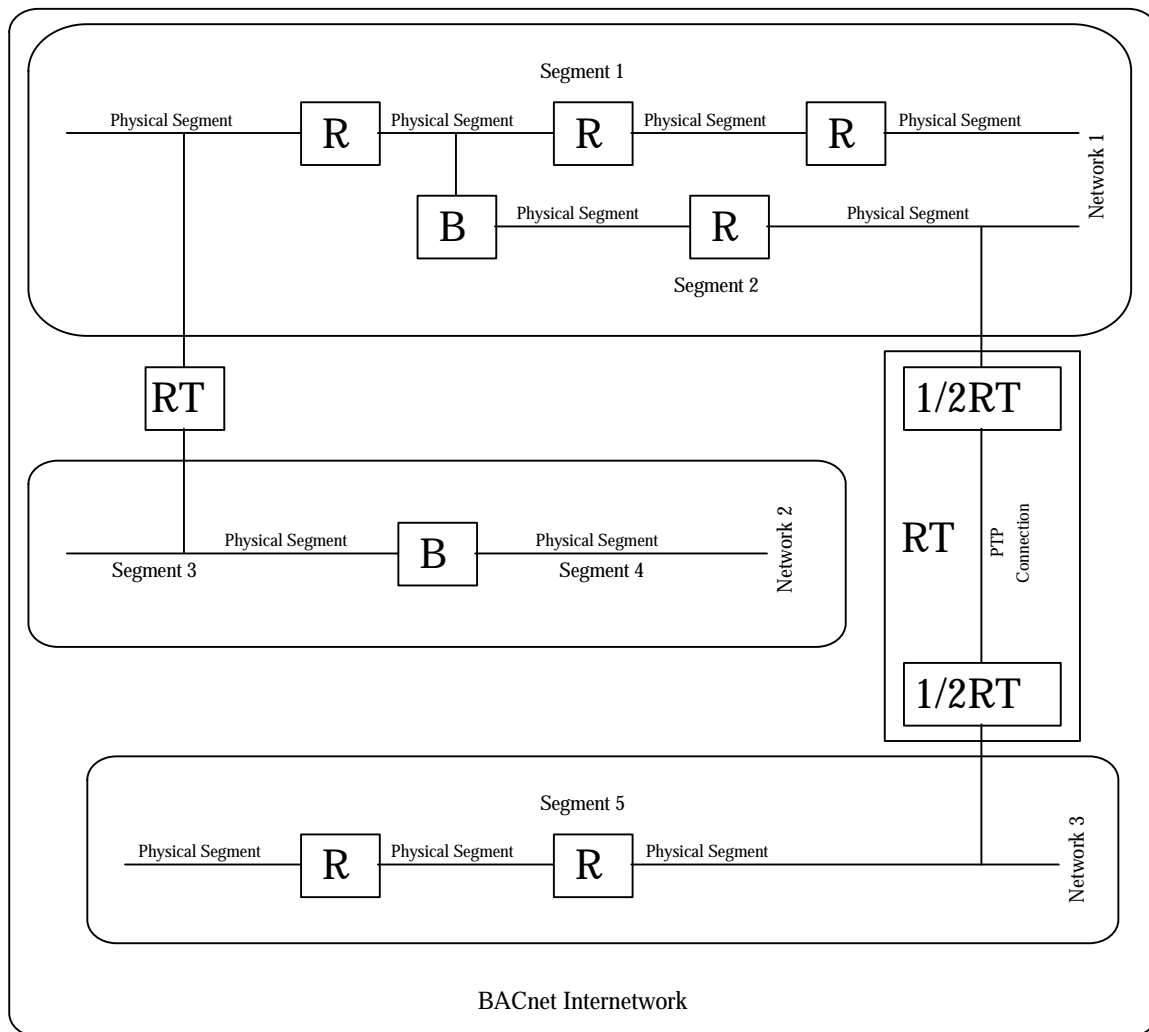 Segment 1
Physical Segment
R
Physical Segment
R
Physical Segment
R
Physical Segment
Network 1
B
Physical Segment
R
Physical Segment
Segment 2
RT
1/2RT
Network 2
Physical Segment
B
Physical Segment
Segment 3
Segment 4
RT
PTP
Connection
1/2RT
Segment 5
Physical Segment
R
Physical Segment
R
Physical Segment
Network 3
BACnet Internetwork